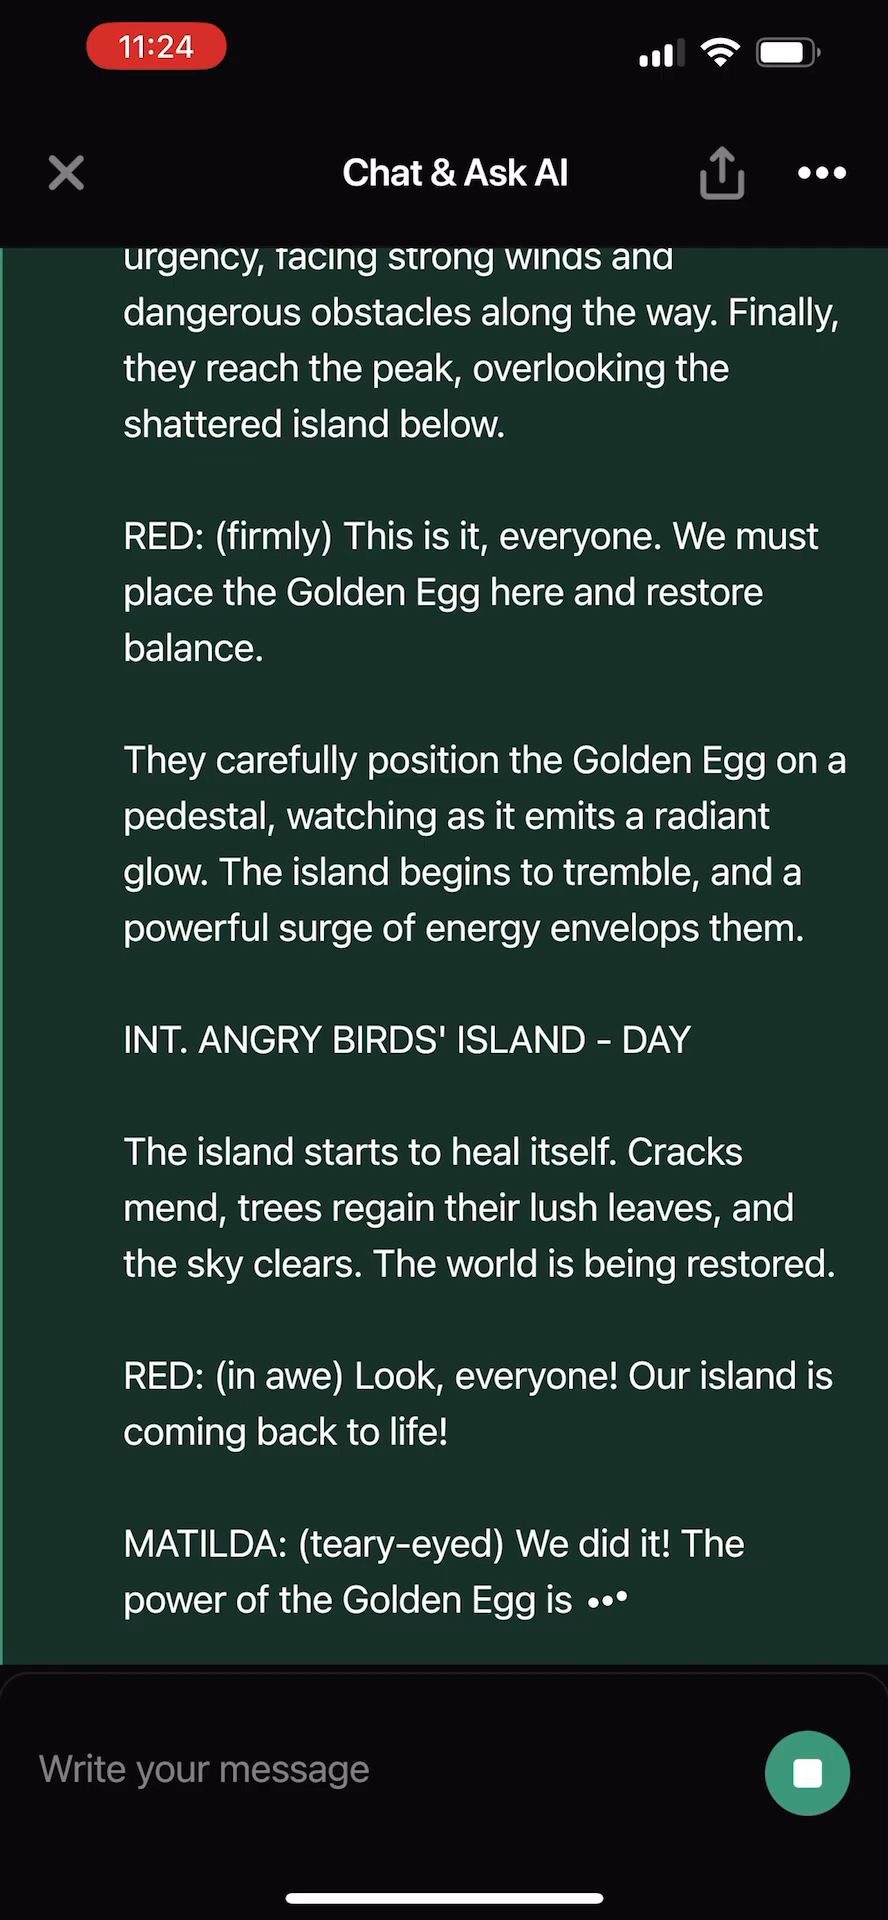 11:24
Chat & Ask AI
urgency, facing strong winds and
dangerous obstacles along the way. Finally,
they reach the peak, overlooking the
shattered island below.
RED: (firmly) This is it, everyone. We must
place the Golden Egg here and restore
balance.
They carefully position the Golden Egg on a
pedestal, watching as it emits a radiant
glow. The island begins to tremble, and a
powerful surge of energy envelops them.
INT. ANGRY BIRDS' ISLAND - DAY
The island starts to heal itself. Cracks
mend, trees regain their lush leaves, and
the sky clears. The world is being restored.
RED: (in awe) Look, everyone! Our island is
coming back to life!
MATILDA: (teary-eyed) We did it! The
power of the Golden Egg is
Write your message